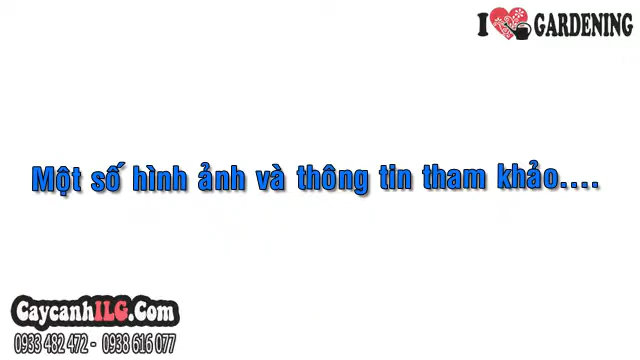 I GARDENING
Một số hình ảnh và thông tin tham khảo....
CaycanhILG.Com
0933 482 472 - 0938 616 077